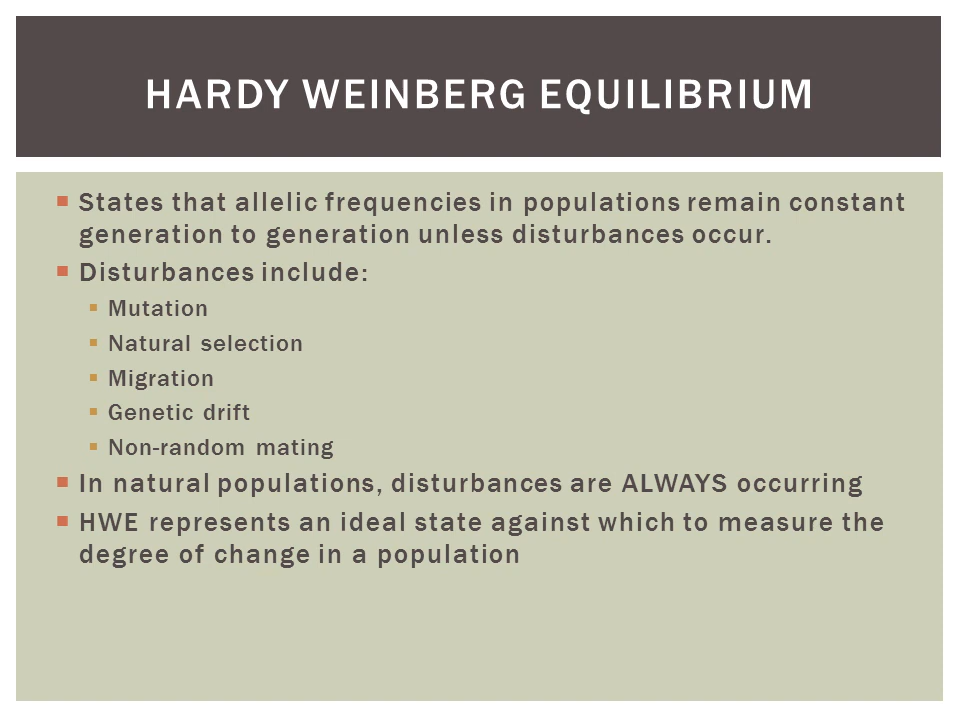 HARDY WEINBERG EQUILIBRIUM
States that allelic frequencies in populations remain constant
generation to generation unless disturbances occur.
Disturbances include:
Mutation
Natural selection
Migration
Genetic drift
Non-random mating
In natural populations, disturbances are ALWAYS occurring
HWE represents an ideal state against which to measure the
degree of change in a population